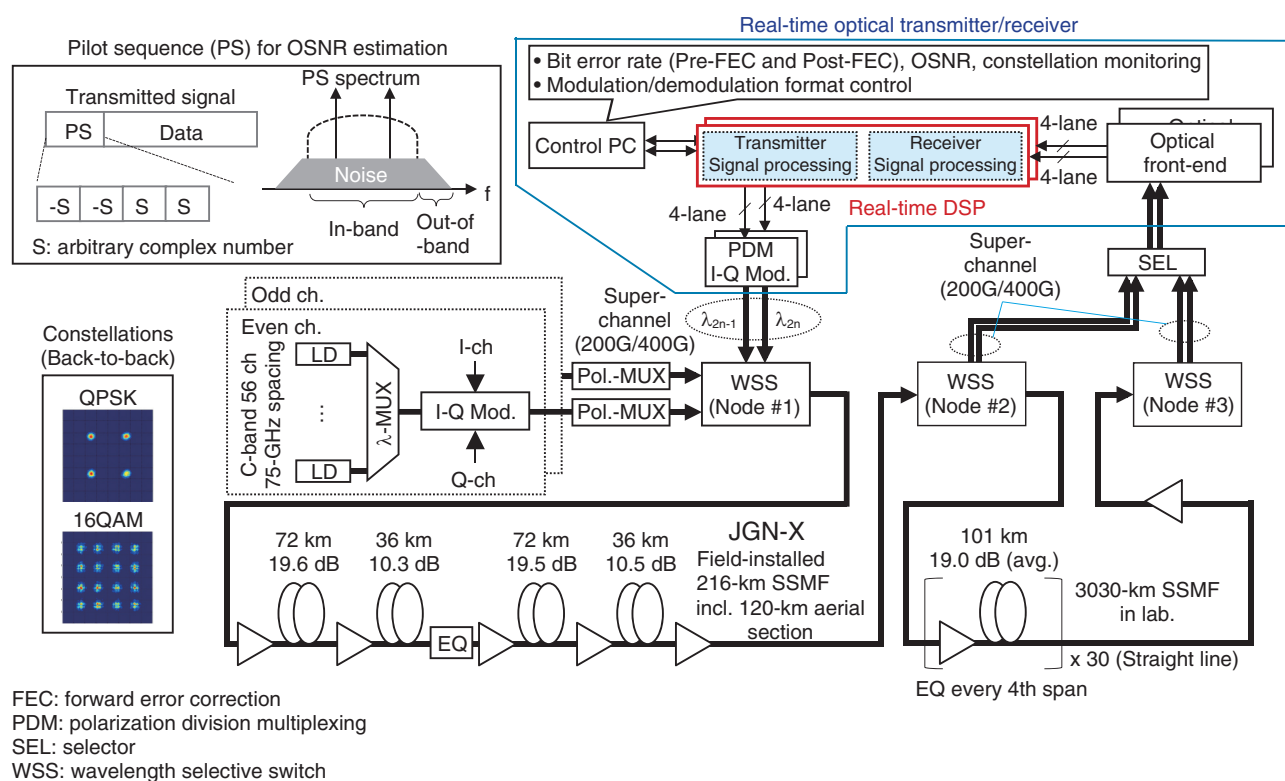 Real-time optical transmitter/receiver
Pilot sequence (PS) for OSNR estimation
PS spectrum
Transmitted signal
PS
Data
Noise
f
-S
-S
S
S
In-band
Out-of
-band
S: arbitrary complex number
• Bit error rate (Pre-FEC and Post-FEC), OSNR, constellation monitoring
• Modulation/demodulation format control
Control PC
Transmitter
Signal processing
Receiver
Signal processing
4-lane
4-lane
Optical
Optical
front-end
4-lane
4-lane
Real-time DSP
PDM
I-Q Mod.
Super-
channel
(200G/400G)
SEL
Odd ch.
Even ch.
C-band 56 ch
75-GHz spacing
LD
⋯
LD
λ-MUX
I-ch
I-Q Mod.
Q-ch
Super-
channel
(200G/400G)
Pol.-MUX
Pol.-MUX
λ2n-1
λ2n
WSS
(Node #1)
WSS
(Node #2)
WSS
(Node #3)
Constellations
(Back-to-back)
QPSK
16QAM
72 km
19.6 dB
36 km
10.3 dB
EQ
72 km
19.5 dB
36 km
10.5 dB
JGN-X
Field-installed
216-km SSMF
incl. 120-km aerial
section
101 km
19.0 dB (avg.)
3030-km SSMF
in lab.
x 30 (Straight line)
EQ every 4th span
FEC: forward error correction
PDM: polarization division multiplexing
SEL: selector
WSS: wavelength selective switch